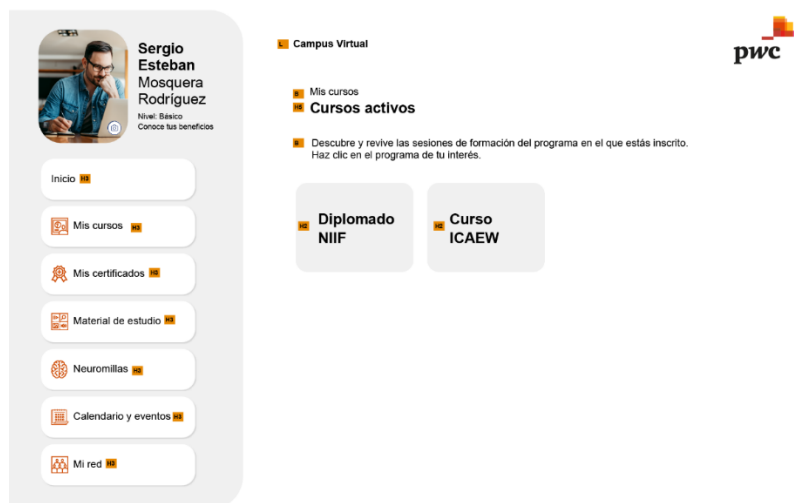 Sergio
Esteban
Mosquera
Rodríguez
Nivel: Básico
Conoce tus beneficios
Inicio H3
Mis cursos H3
Mis certificados H3
Material de estudio H3
Neuromillas H3
Calendario y eventos H3
Mi red H3
L Campus Virtual
B Mis cursos
H5 Cursos activos
B Descubre y revive las sesiones de formación del programa en el que estás inscrito.
Haz clic en el programa de tu interés.
H2 Diplomado
NIIF
H2 Curso
ICAEW
pwc